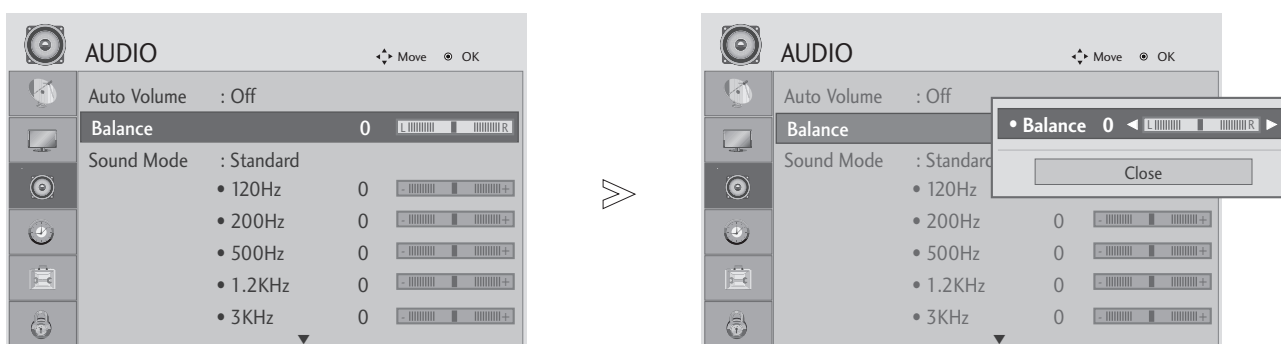 AUDIO
Move OK
Auto Volume : Off
Balance 0 L R
Sound Mode : Standard
• 120Hz 0 - +
• 200Hz 0 - +
• 500Hz 0 - +
• 1.2KHz 0 - +
• 3KHz 0 - +
AUDIO
Move OK
Auto Volume : Off
Balance
Sound Mode : Standard
• 120Hz
• 200Hz 0 - +
• 500Hz 0 - +
• 1.2KHz 0 - +
• 3KHz 0 - +
• Balance 0 ◄ L R ►
Close